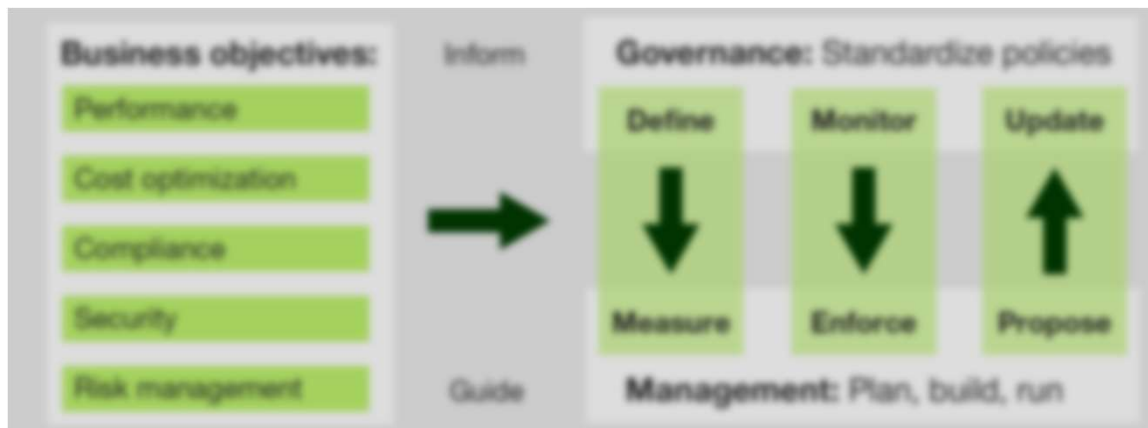 Business objectives:
Performance
Cost optimization
Compliance
Security
Risk management
Inform
Guide
Governance: Standardize policies
Define
Monitor
Update
Measure
Enforce
Propose
Management: Plan, build, run